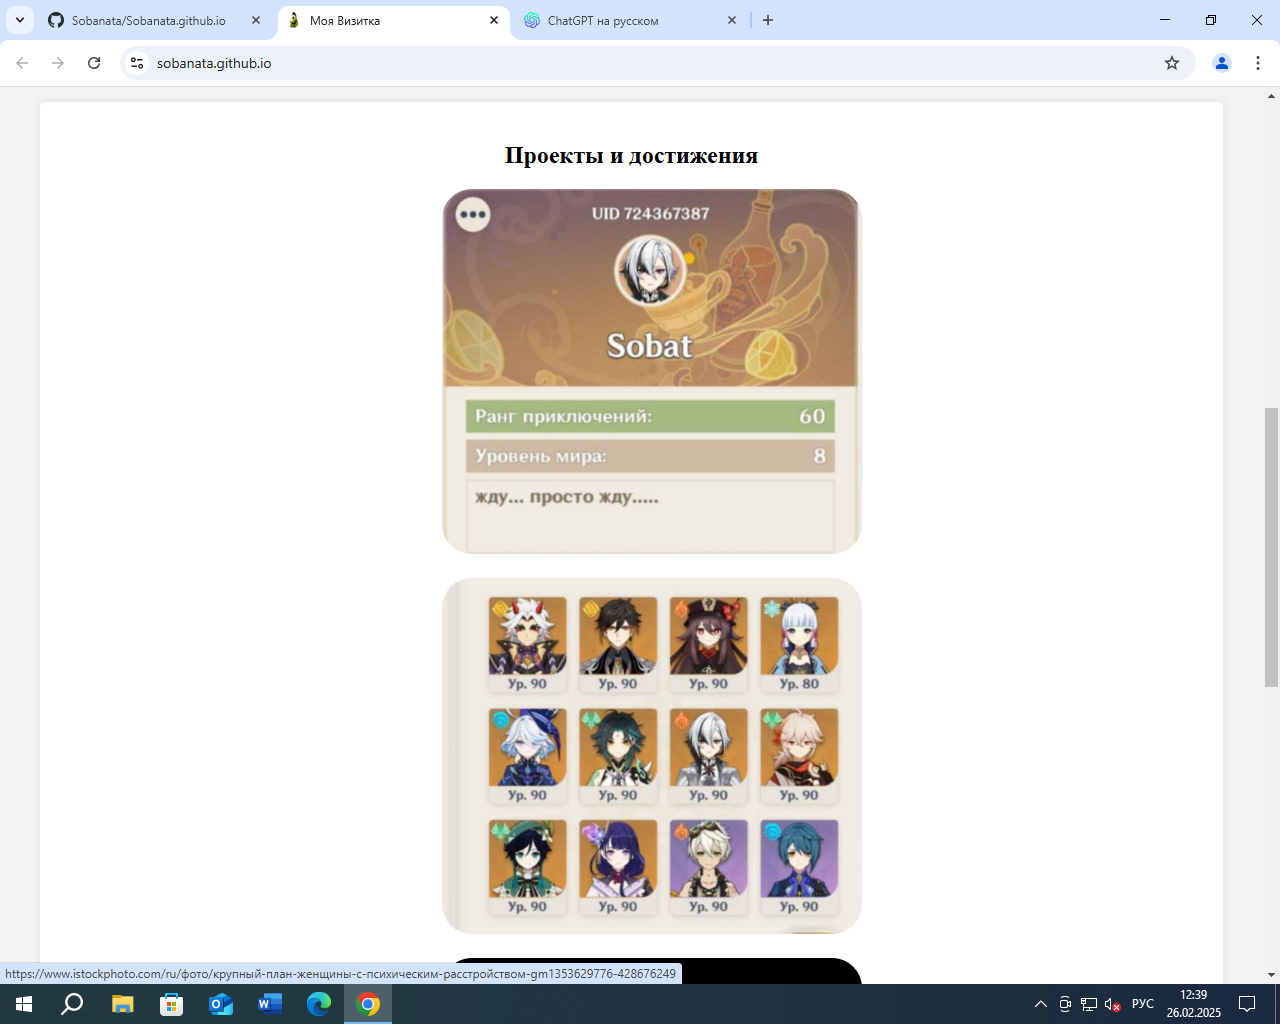 Sobanata/Sobanata.github.io
Моя Визитка
ChatGPT на русском
sobanata.github.io
Проекты и достижения
UID 724367387
Sobat
Ранг приключений: 60
Уровень мира: 8
жду... просто жду.....
Ур. 90 Ур. 90 Ур. 90 Ур. 80
Ур. 90 Ур. 90 Ур. 90 Ур. 90
Ур. 90 Ур. 90 Ур. 90 Ур. 90
https://www.istockphoto.com/ru/фото/крупный-план-женщины-с-психическим-расстройством-gm1353629776-428676249
РУС
12:39
26.02.2025